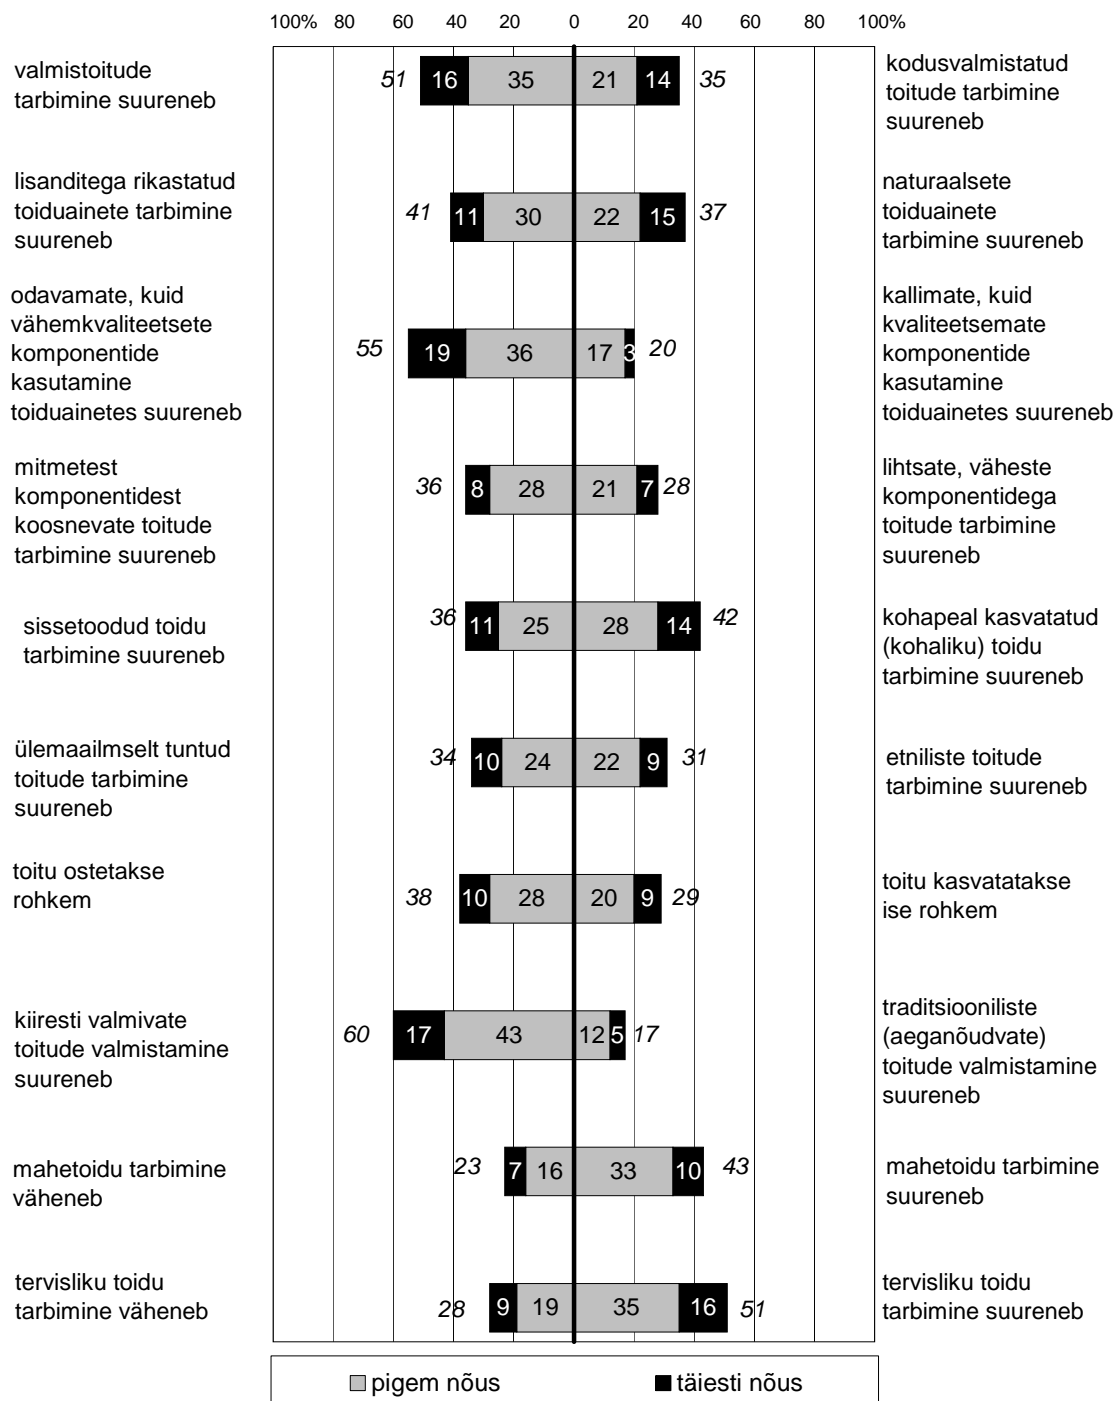 100% 80 60 40 20 0 20 40 60 80 100%
valmistoitude
tarbimine suureneb
51 16 35 21 14 35
kodusvalmistatud
toitude tarbimine
suureneb
lisanditega rikastatud
toiduainete tarbimine
suureneb
41 11 30 22 15 37
naturaalsete
toiduainete
tarbimine suureneb
odavamate, kuid
vähemkvaliteetsete
komponentide
kasutamine
toiduainetes suureneb
55 19 36 17 3 20
kallimate, kuid
kvaliteetsemate
komponentide
kasutamine
toiduainetes suureneb
mitmetest
komponentidest
koosnevate toitude
tarbimine suureneb
36 8 28 21 7 28
lihtsate, väheste
komponentidega
toitude tarbimine
suureneb
sissetoodud toidu
tarbimine suureneb
36 11 25 28 14 42
kohapeal kasvatatud
(kohaliku) toidu
tarbimine suureneb
ülemaailmselt tuntud
toitude tarbimine
suureneb
34 10 24 22 9 31
etniliste toitude
tarbimine suureneb
toitu ostetakse
rohkem
38 10 28 20 9 29
toitu kasvatatakse
ise rohkem
kiiresti valmivate
toitude valmistamine
suureneb
60 17 43 12 5 17
traditsiooniliste
(aeganõudvate)
toitude valmistamine
suureneb
mahetoidu tarbimine
väheneb
23 7 16 33 10 43
mahetoidu tarbimine
suureneb
tervisliku toidu
tarbimine väheneb
28 9 19 35 16 51
tervisliku toidu
tarbimine suureneb
pigem nõus täiesti nõus